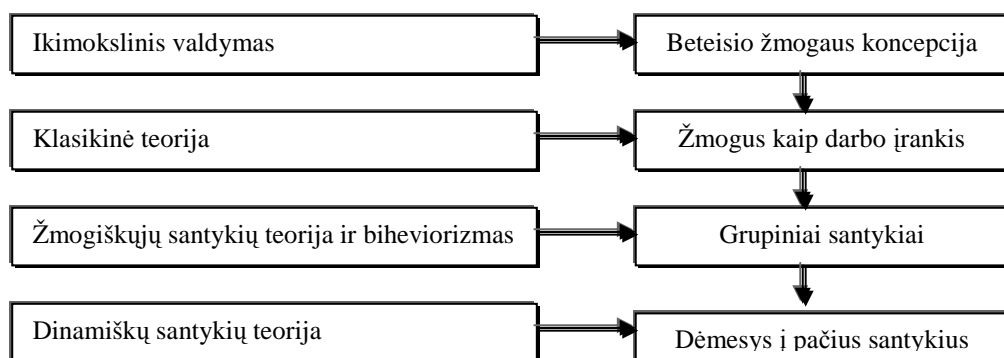 Ikimokslinis valdymas
Beteisio žmogaus koncepcija
Klasikinė teorija
Žmogus kaip darbo įrankis
Žmogiškųjų santykių teorija ir biheviorizmas
Grupiniai santykiai
Dinamiškų santykių teorija
Dėmesys į pačius santykius